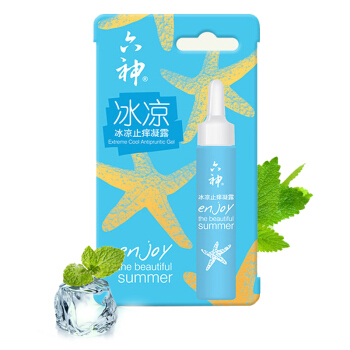 六
神®
冰凉
冰凉止痒凝露
Extreme Cool Antipruritic Gel
enjoy
the beautiful
summer
六
神
冰凉止痒凝露
enjoy
the beautiful
summer